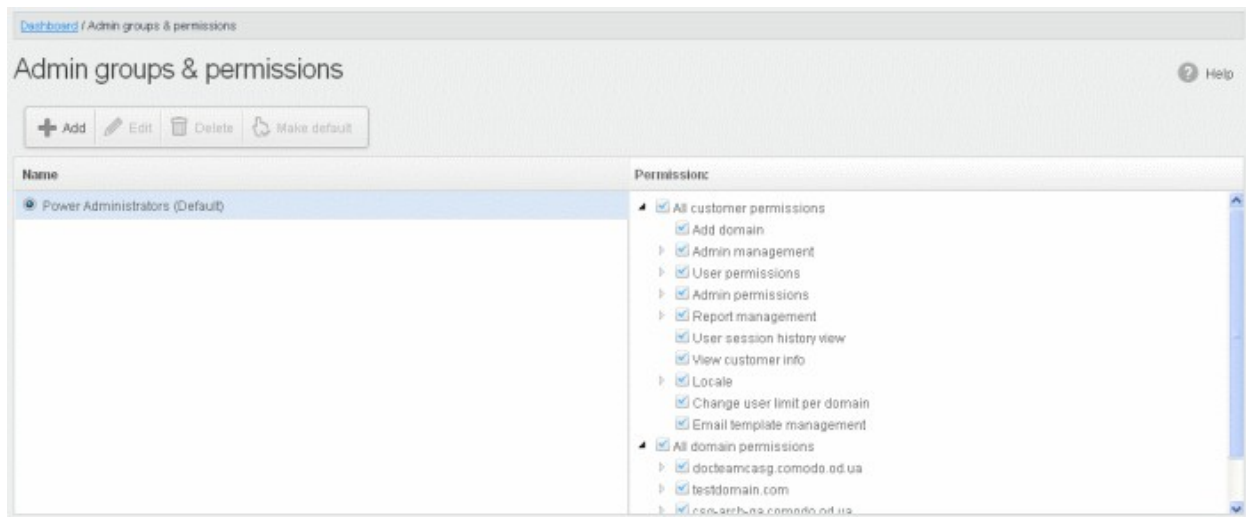 Dashboard / Admin groups & permissions
Admin groups & permissions
Help
Add Edit Delete Make default
Name Permission:
Power Administrators (Default)
All customer permissions
Add domain
Admin management
User permissions
Admin permissions
Report management
User session history view
View customer info
Locale
Change user limit per domain
Email template management
All domain permissions
docteamcasg.comodo.od.ua
testdomain.com